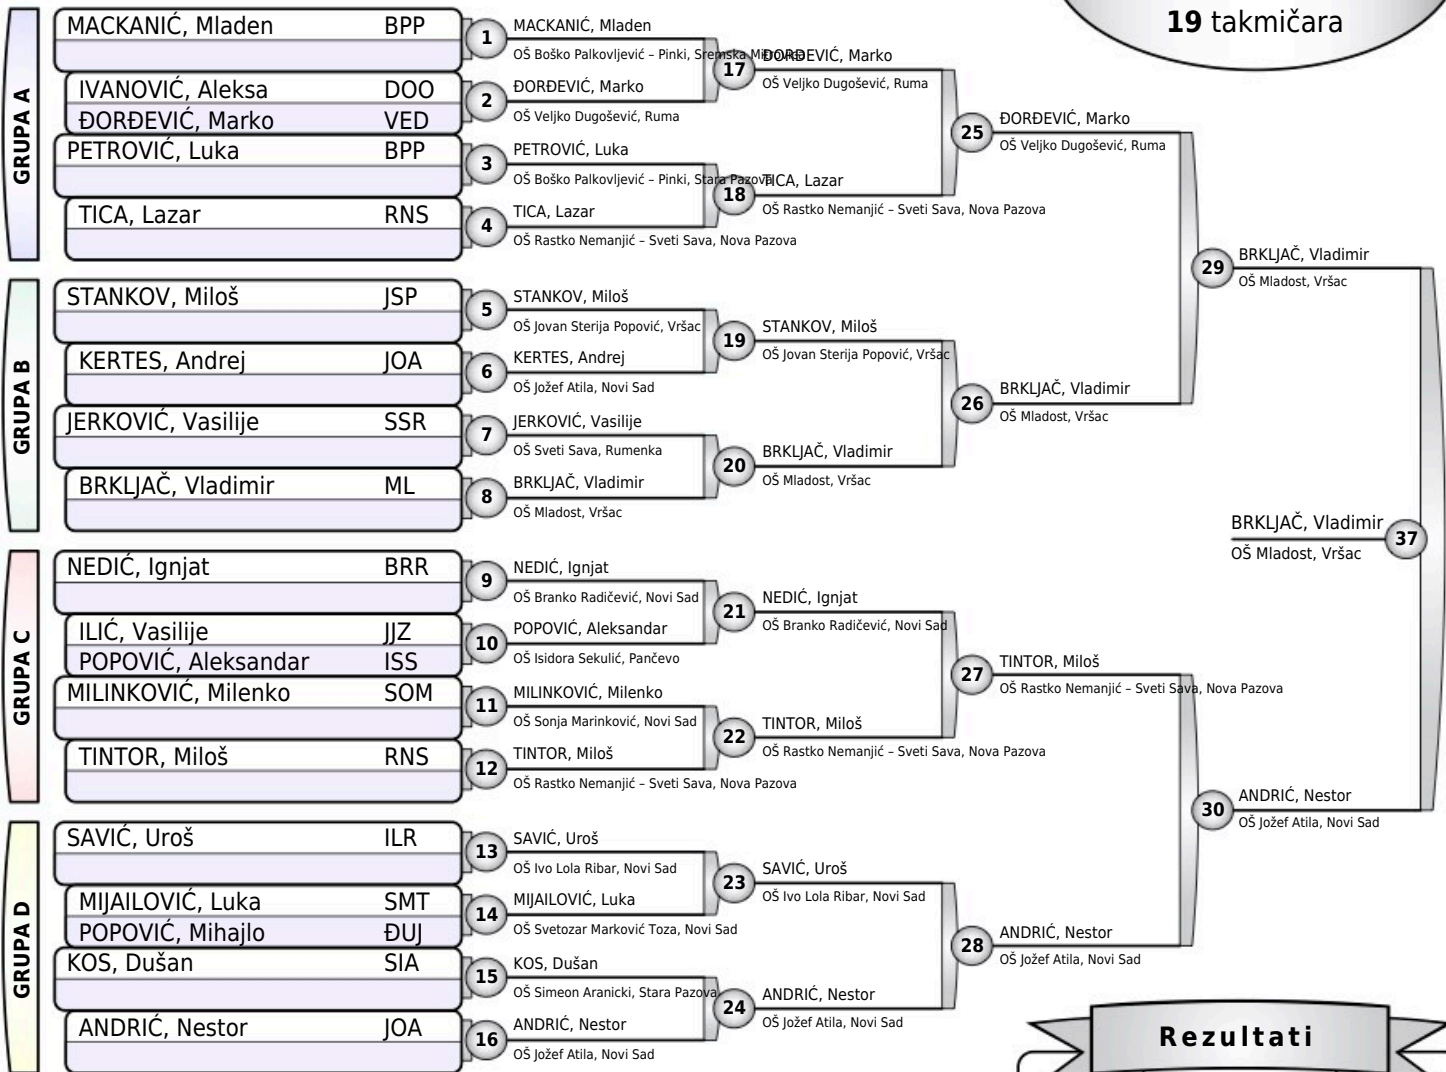 19 takmičara
GRUPA A
MACKANIĆ, Mladen BPP
IVANOVIĆ, Aleksa DOO
ĐORĐEVIĆ, Marko VED
PETROVIĆ, Luka BPP
TICA, Lazar RNS
GRUPA B
STANKOV, Miloš JSP
KERTES, Andrej JOA
JERKOVIĆ, Vasilije SSR
BRKLJAČ, Vladimir ML
GRUPA C
NEDIĆ, Ignjat BRR
ILIĆ, Vasilije JJZ
POPOVIĆ, Aleksandar ISS
MILINKOVIĆ, Milenko SOM
TINTOR, Miloš RNS
GRUPA D
SAVIĆ, Uroš ILR
MIJAILOVIĆ, Luka SMT
POPOVIĆ, Mihajlo ĐUJ
KOS, Dušan SIA
ANDRIĆ, Nestor JOA
1 MACKANIĆ, Mladen
OŠ Boško Palkovljević – Pinki, Sremska Mitrovica
2 ĐORĐEVIĆ, Marko
OŠ Veljko Dugošević, Ruma
3 PETROVIĆ, Luka
OŠ Boško Palkovljević – Pinki, Stara Pazova
4 TICA, Lazar
OŠ Rastko Nemanjić – Sveti Sava, Nova Pazova
5 STANKOV, Miloš
OŠ Jovan Sterija Popović, Vršac
6 KERTES, Andrej
OŠ Jožef Atila, Novi Sad
7 JERKOVIĆ, Vasilije
OŠ Sveti Sava, Rumenka
8 BRKLJAČ, Vladimir
OŠ Mladost, Vršac
9 NEDIĆ, Ignjat
OŠ Branko Radičević, Novi Sad
10 POPOVIĆ, Aleksandar
OŠ Isidora Sekulić, Pančevo
11 MILINKOVIĆ, Milenko
OŠ Sonja Marinković, Novi Sad
12 TINTOR, Miloš
OŠ Rastko Nemanjić – Sveti Sava, Nova Pazova
13 SAVIĆ, Uroš
OŠ Ivo Lola Ribar, Novi Sad
14 MIJAILOVIĆ, Luka
OŠ Svetozar Marković Toza, Novi Sad
15 KOS, Dušan
OŠ Simeon Aranicki, Stara Pazova
16 ANDRIĆ, Nestor
OŠ Jožef Atila, Novi Sad
17 ĐORĐEVIĆ, Marko
OŠ Veljko Dugošević, Ruma
18 TICA, Lazar
OŠ Rastko Nemanjić – Sveti Sava, Nova Pazova
19 STANKOV, Miloš
OŠ Jovan Sterija Popović, Vršac
20 BRKLJAČ, Vladimir
OŠ Mladost, Vršac
21 NEDIĆ, Ignjat
OŠ Branko Radičević, Novi Sad
22 TINTOR, Miloš
OŠ Rastko Nemanjić – Sveti Sava, Nova Pazova
23 SAVIĆ, Uroš
OŠ Ivo Lola Ribar, Novi Sad
24 ANDRIĆ, Nestor
OŠ Jožef Atila, Novi Sad
25 ĐORĐEVIĆ, Marko
OŠ Veljko Dugošević, Ruma
26 BRKLJAČ, Vladimir
OŠ Mladost, Vršac
27 TINTOR, Miloš
OŠ Rastko Nemanjić – Sveti Sava, Nova Pazova
28 ANDRIĆ, Nestor
OŠ Jožef Atila, Novi Sad
29 BRKLJAČ, Vladimir
OŠ Mladost, Vršac
30 ANDRIĆ, Nestor
OŠ Jožef Atila, Novi Sad
BRKLJAČ, Vladimir 37
OŠ Mladost, Vršac
Rezultati